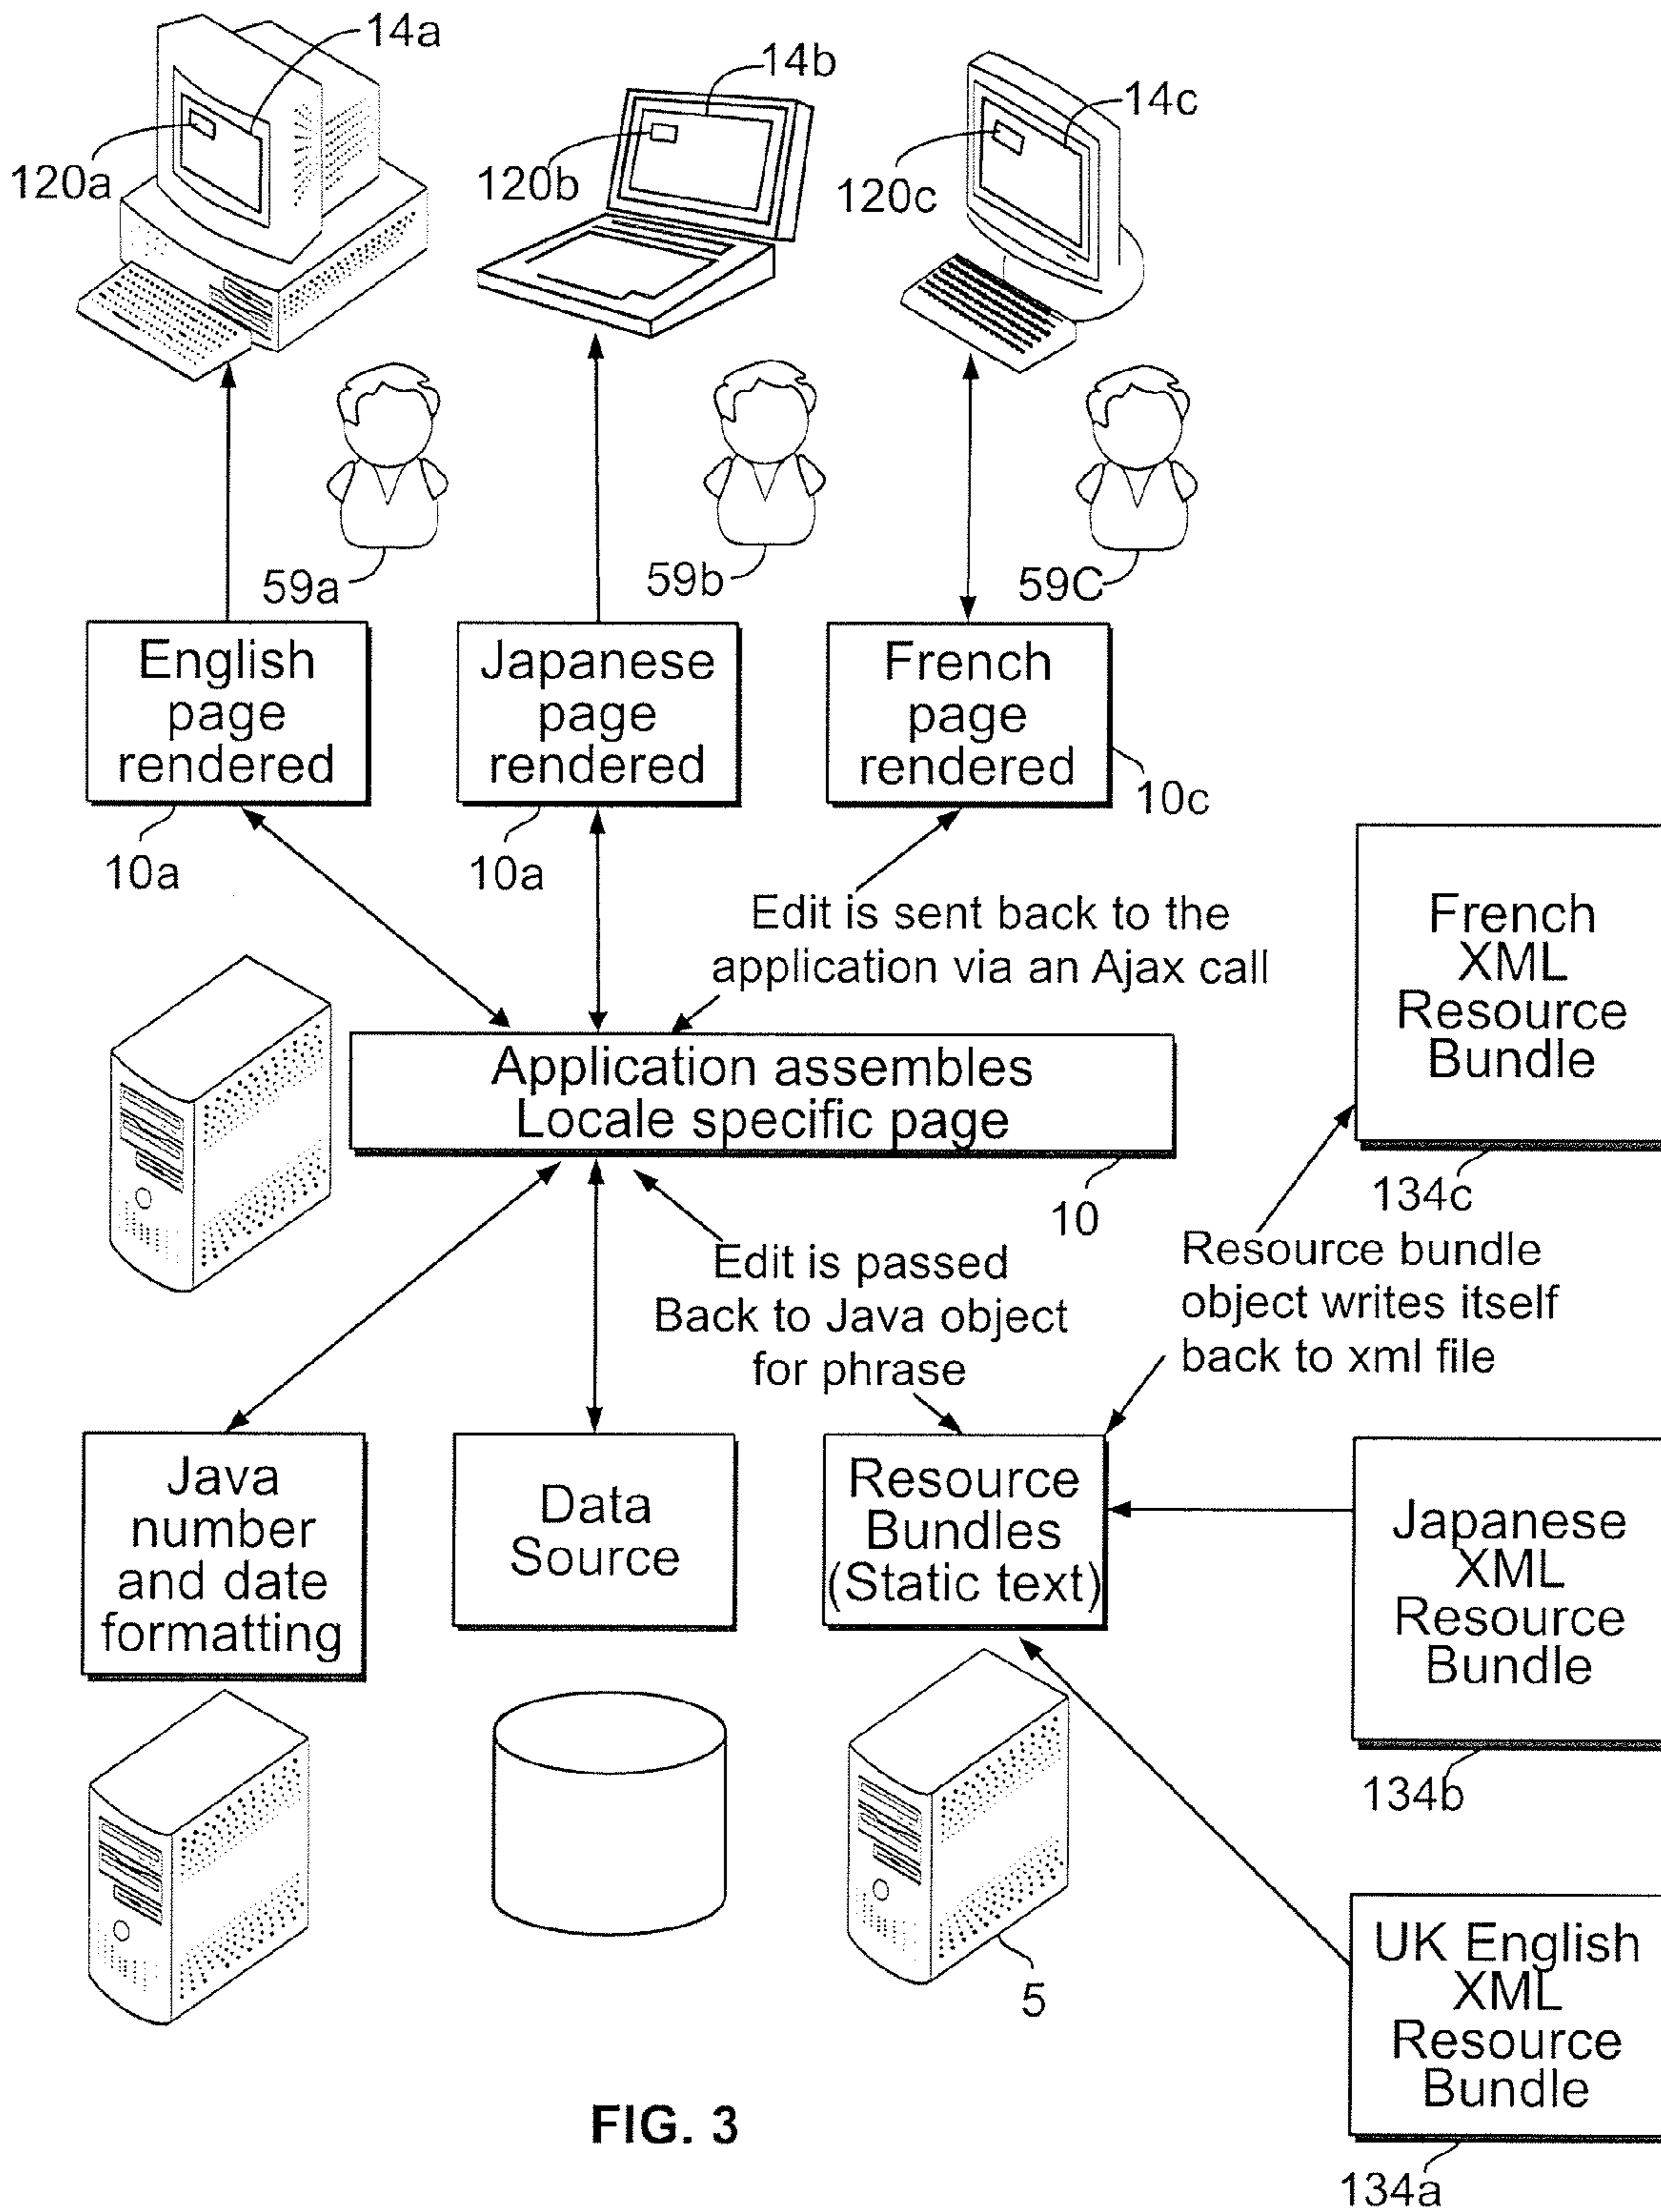 14a
14b
14c
120a
120b
120c
59a
59b
59C
English
page
rendered
Japanese
page
rendered
French
page
rendered
10a
10a
10c
Edit is sent back to the
application via an Ajax call
French
XML
Resource
Bundle
134c
Application assembles
Locale specific page
10
Edit is passed
Back to Java object
for phrase
Resource bundle
object writes itself
back to xml file
Java
number
and date
formatting
Data
Source
Resource
Bundles
(Static text)
Japanese
XML
Resource
Bundle
134b
5
UK English
XML
Resource
Bundle
134a
FIG. 3